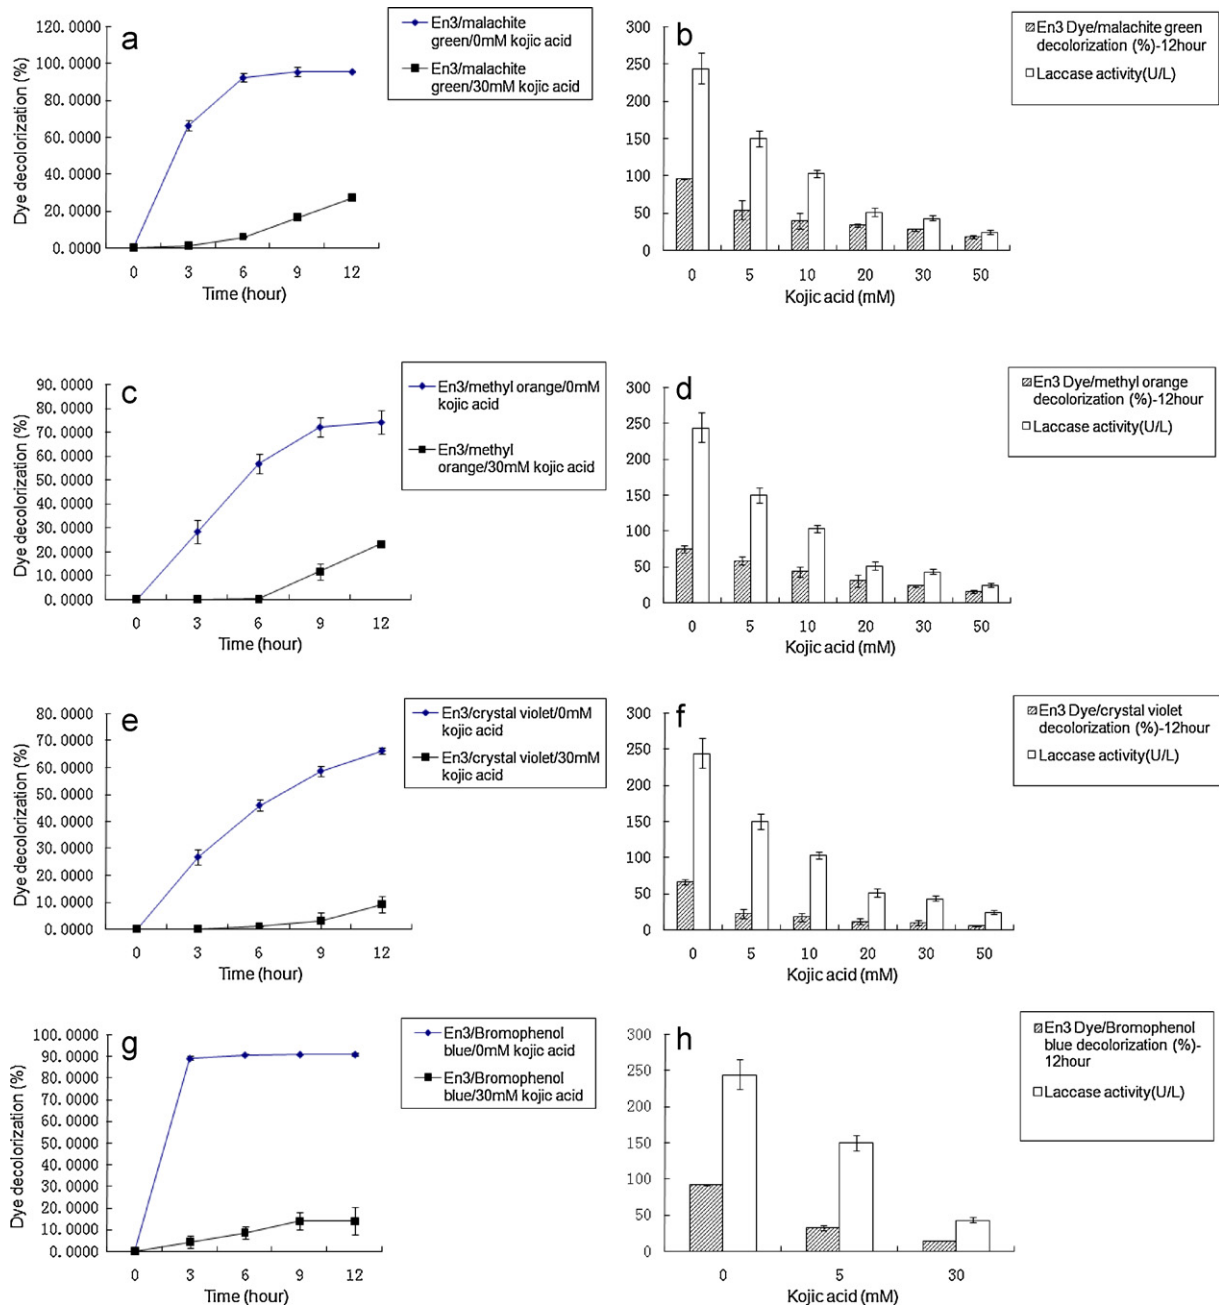 a
120.0000
100.0000
80.0000
60.0000
40.0000
20.0000
0.0000
Dye decolorization (%)
0 3 6 9 12
Time (hour)
En3/malachite
green/0mM kojic acid
En3/malachite
green/30mM kojic acid
b
300
250
200
150
100
50
0
0 5 10 20 30 50
Kojic acid (mM)
En3 Dye/malachite green
decolorization (%)-12hour
Laccase activity(U/L)
c
90.0000
80.0000
70.0000
60.0000
50.0000
40.0000
30.0000
20.0000
10.0000
0.0000
Dye decolorization (%)
0 3 6 9 12
Time (hour)
En3/methyl orange/0mM
kojic acid
En3/methyl
orange/30mM kojic acid
d
300
250
200
150
100
50
0
0 5 10 20 30 50
Kojic acid (mM)
En3 Dye/methyl orange
decolorization (%)-12hour
Laccase activity(U/L)
e
80.0000
70.0000
60.0000
50.0000
40.0000
30.0000
20.0000
10.0000
0.0000
Dye decolorization (%)
0 3 6 9 12
Time (hour)
En3/crystal violet/0mM
kojic acid
En3/crystal violet/30mM
kojic acid
f
300
250
200
150
100
50
0
0 5 10 20 30 50
Kojic acid (mM)
En3 Dye/crystal violet
decolorization (%)-12hour
Laccase activity(U/L)
g
100.0000
90.0000
80.0000
70.0000
60.0000
50.0000
40.0000
30.0000
20.0000
10.0000
0.0000
Dye decolorization (%)
0 3 6 9 12
Time (hour)
En3/Bromophenol
blue/0mM kojic acid
En3/Bromophenol
blue/30mM kojic acid
h
300
250
200
150
100
50
0
0 5 30
Kojic acid (mM)
En3 Dye/Bromophenol
blue decolorization (%)-
12hour
Laccase activity(U/L)